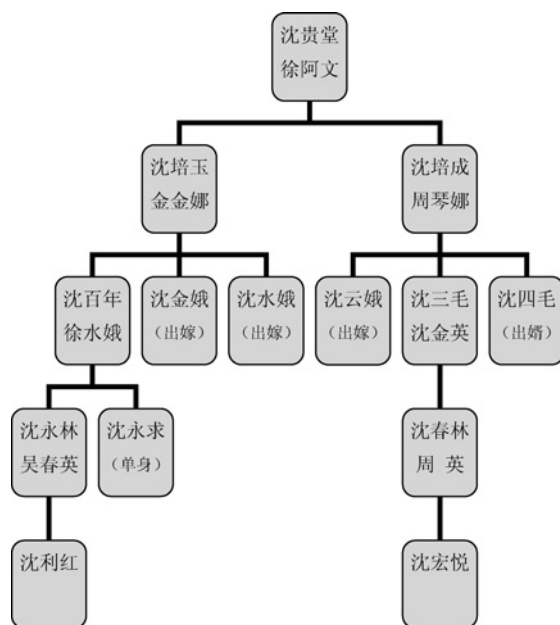 沈贵堂
徐阿文
沈培玉
金金娜
沈培成
周琴娜
沈百年
徐水娥
沈金娥
（出嫁）
沈水娥
（出嫁）
沈云娥
（出嫁）
沈三毛
沈金英
沈四毛
（出婿）
沈永林
吴春英
沈永求
（单身）
沈春林
周 英
沈利红
沈宏悦